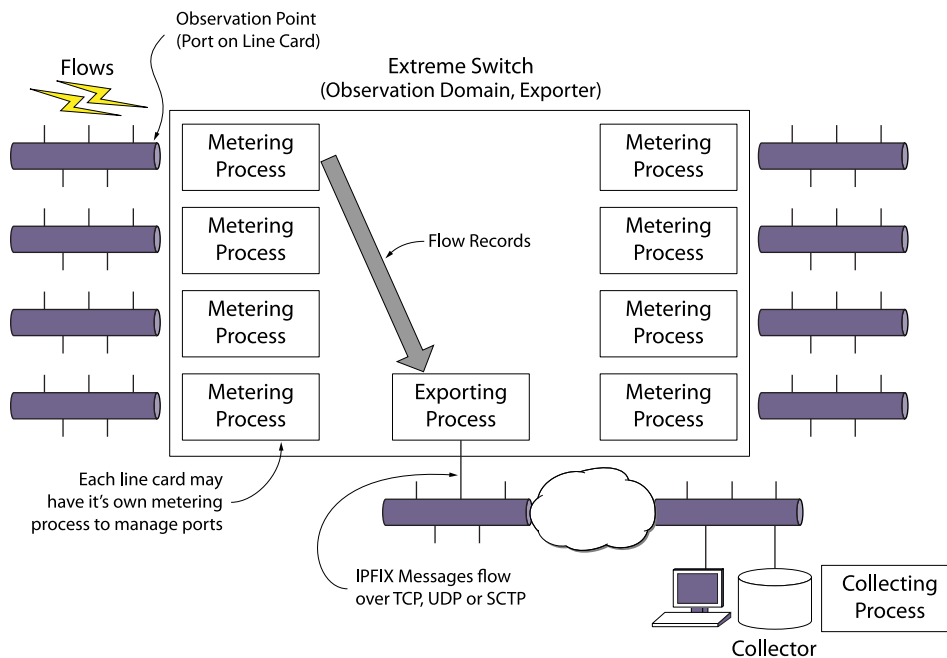 Observation Point
(Port on Line Card)
Flows
Extreme Switch
(Observation Domain, Exporter)
Metering
Process
Metering
Process
Metering
Process
Metering
Process
Flow Records
Metering
Process
Metering
Process
Metering
Process
Exporting
Process
Metering
Process
Each line card may
have it's own metering
process to manage ports
IPFIX Messages flow
over TCP, UDP or SCTP
Collecting
Process
Collector